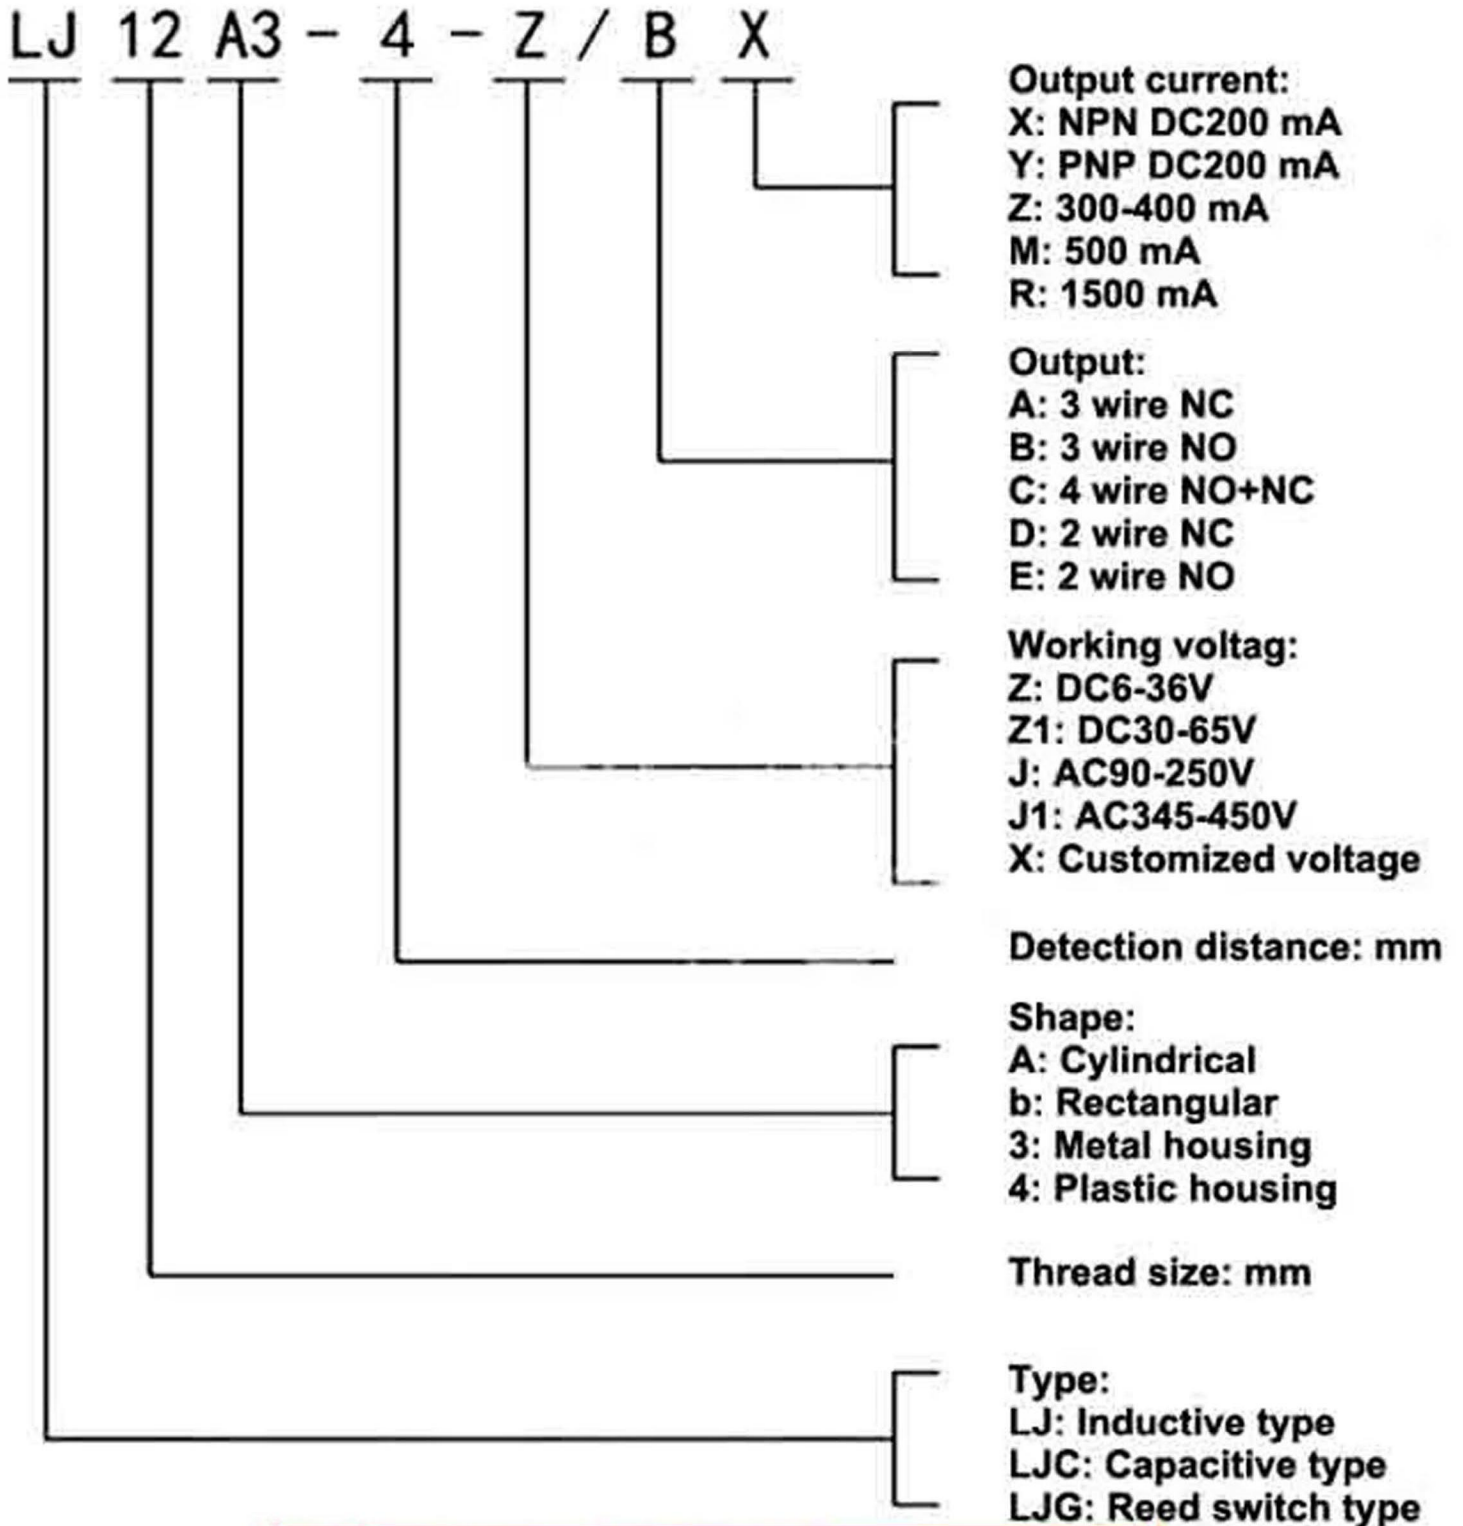 LJ 12 A3 - 4 - Z / B X
Output current:
X: NPN DC200 mA
Y: PNP DC200 mA
Z: 300-400 mA
M: 500 mA
R: 1500 mA
Output:
A: 3 wire NC
B: 3 wire NO
C: 4 wire NO+NC
D: 2 wire NC
E: 2 wire NO
Working voltag:
Z: DC6-36V
Z1: DC30-65V
J: AC90-250V
J1: AC345-450V
X: Customized voltage
Detection distance: mm
Shape:
A: Cylindrical
b: Rectangular
3: Metal housing
4: Plastic housing
Thread size: mm
Type:
LJ: Inductive type
LJC: Capacitive type
LJG: Reed switch type